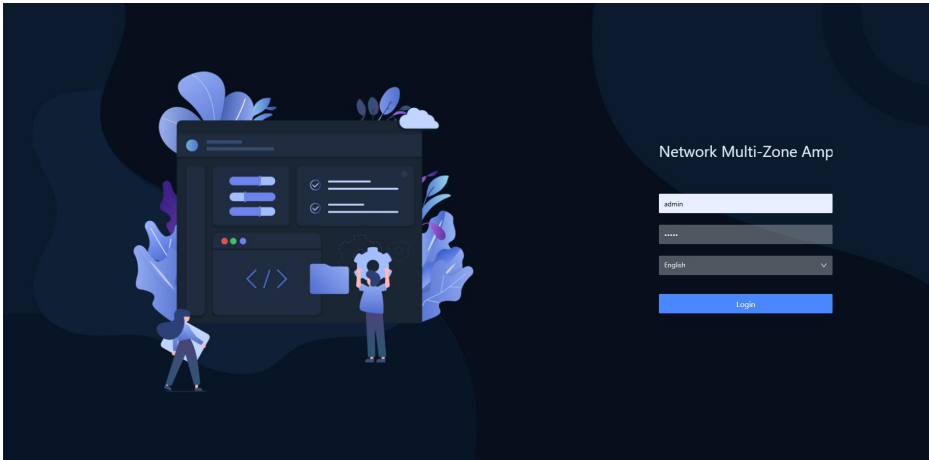 Network Multi-Zone Amp
admin
•••••
English
Login
</>